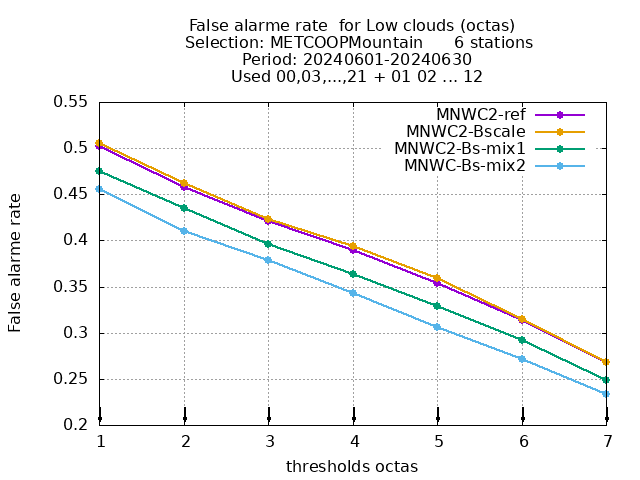 False alarme rate  for Low clouds (octas)
Selection: METCOOPMountain      6 stations
Period: 20240601-20240630
Used 00,03,...,21 + 01 02 ... 12
MNWC2-ref
MNWC2-Bscale
MNWC2-Bs-mix1
MNWC-Bs-mix2
False alarme rate
0.55
0.5
0.45
0.4
0.35
0.3
0.25
0.2
1 2 3 4 5 6 7
thresholds octas